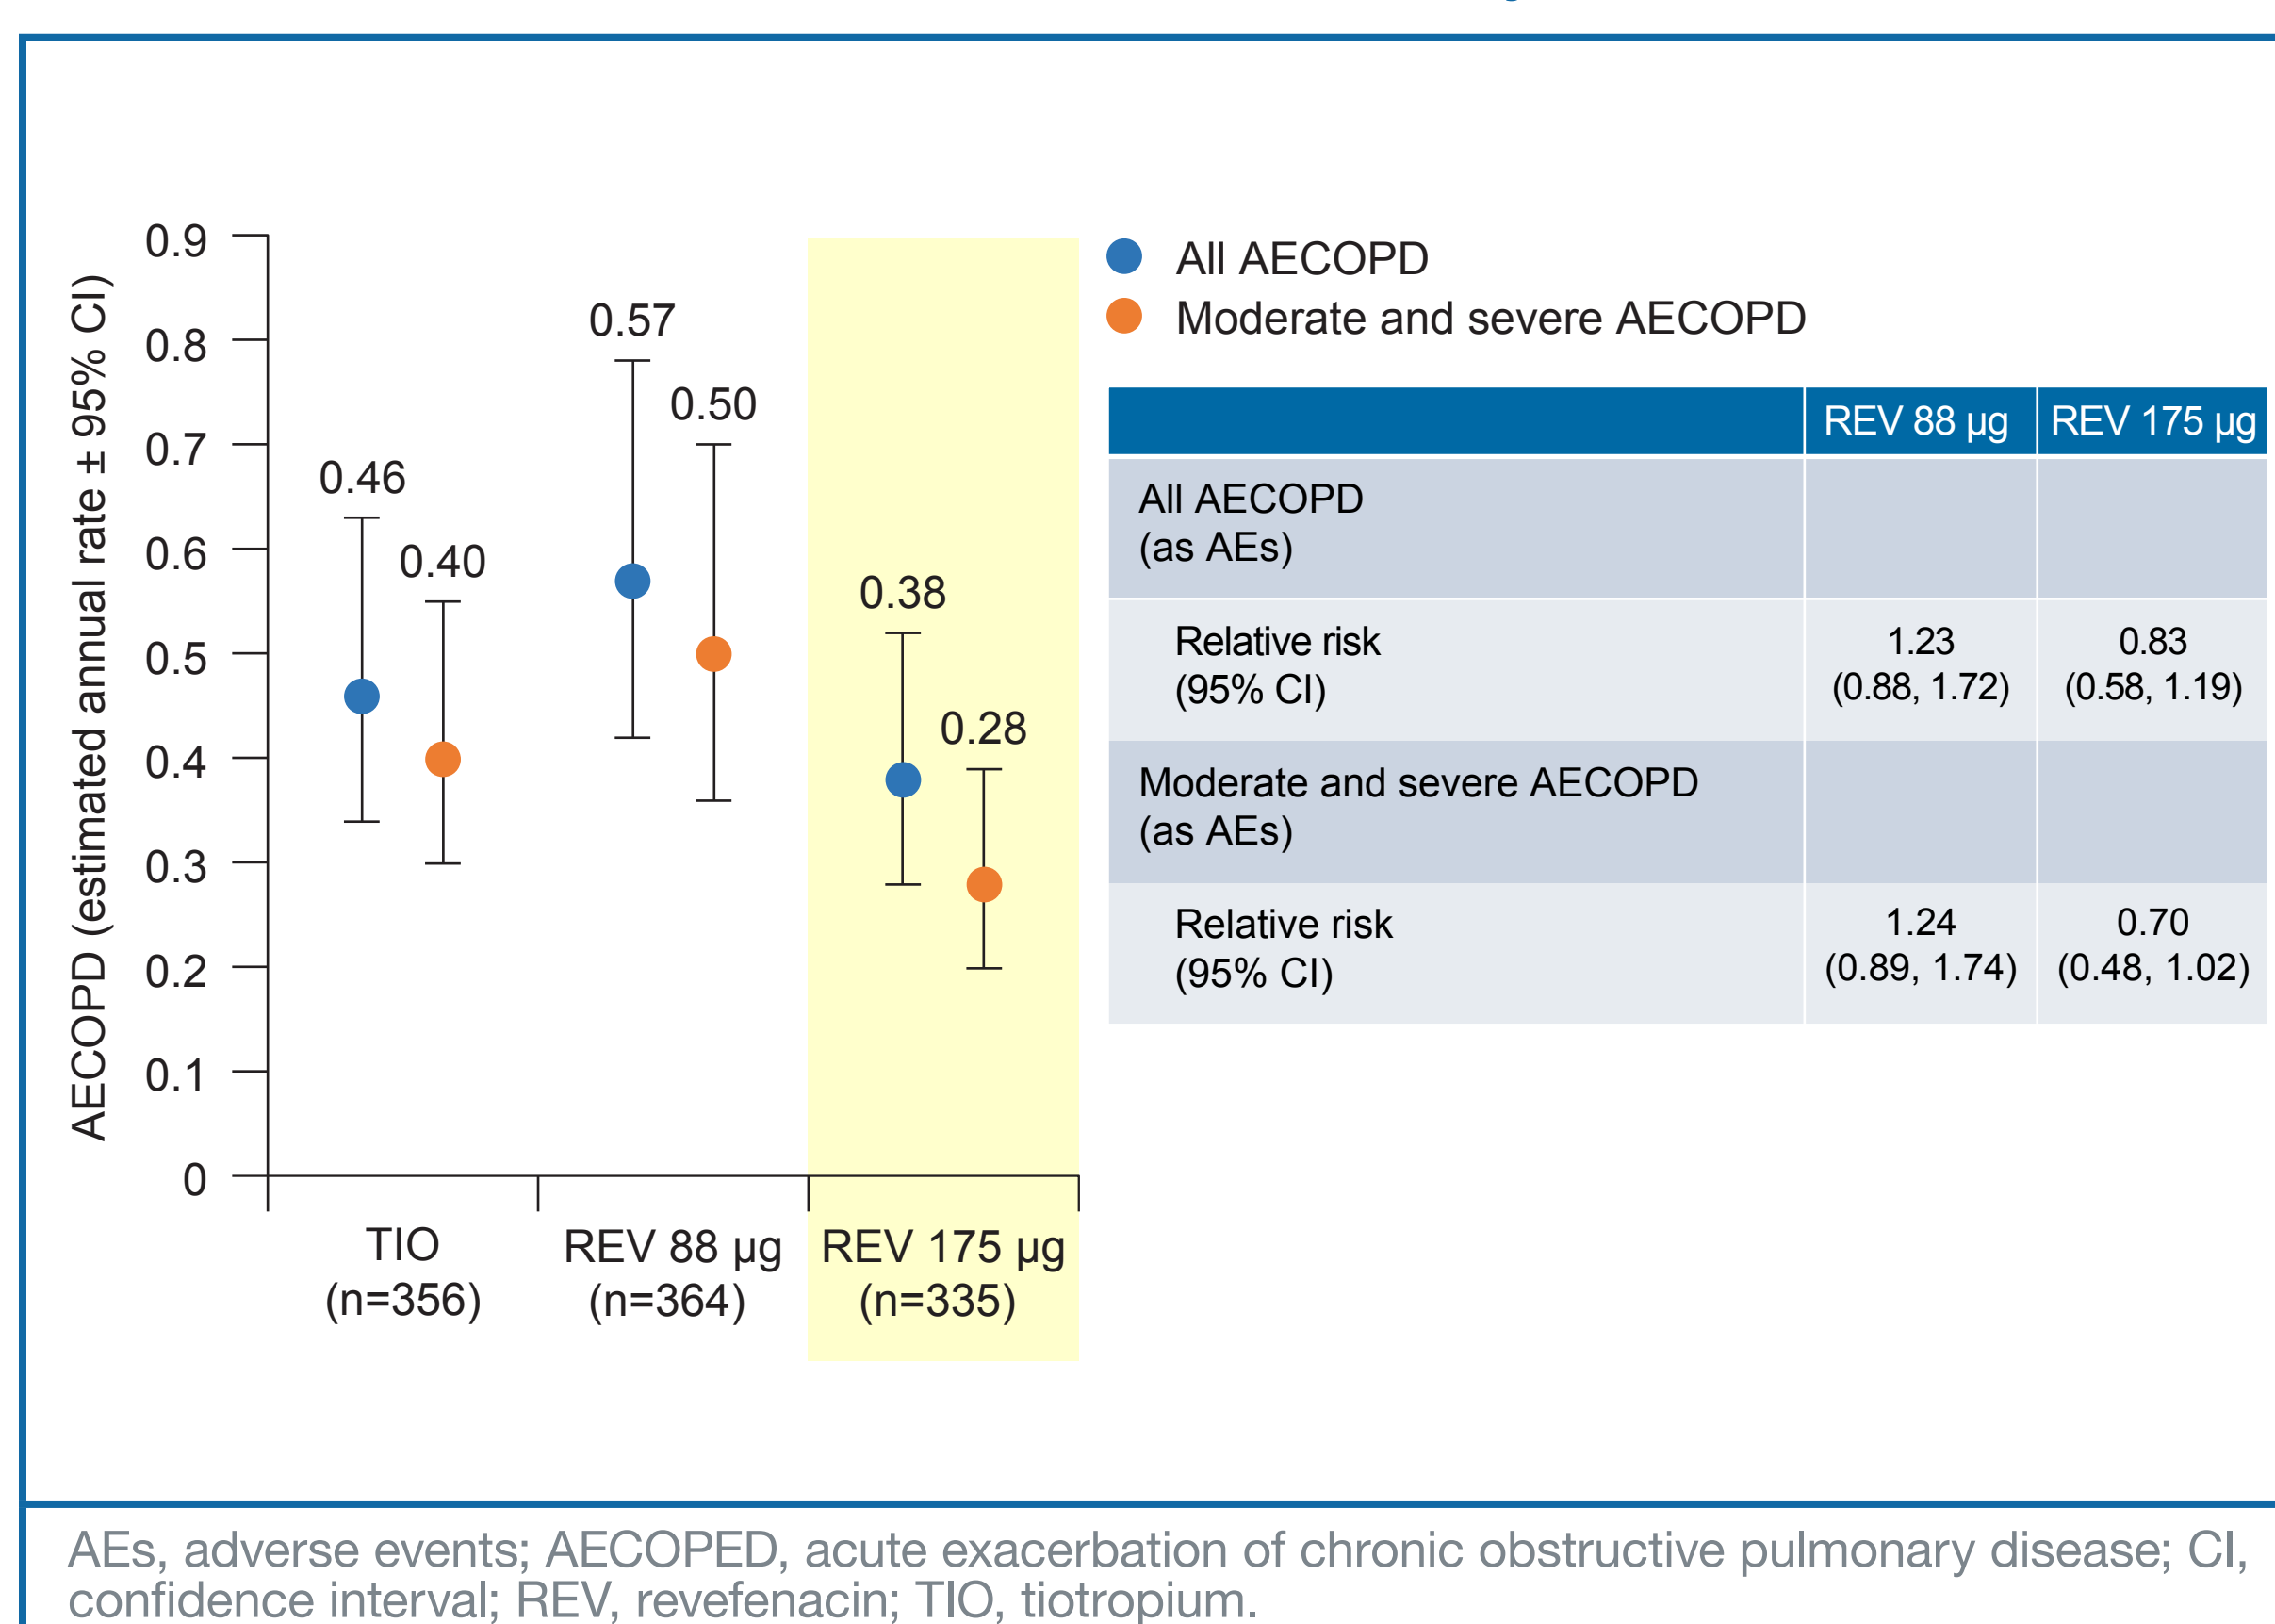 AECOPD (estimated annual rate ± 95% CI)
0.9
0.8
0.7
0.6
0.5
0.4
0.3
0.2
0.1
0
0.46
0.40
0.57
0.50
0.38
0.28
TIO
(n=356)
REV 88 µg
(n=364)
REV 175 µg
(n=335)
All AECOPD
Moderate and severe AECOPD
REV 88 µg REV 175 µg
All AECOPD
(as AEs)
Relative risk 1.23 0.83
(95% CI) (0.88, 1.72) (0.58, 1.19)
Moderate and severe AECOPD
(as AEs)
Relative risk 1.24 0.70
(95% CI) (0.89, 1.74) (0.48, 1.02)
AEs, adverse events; AECOPED, acute exacerbation of chronic obstructive pulmonary disease; CI,
confidence interval; REV, revefenacin; TIO, tiotropium.